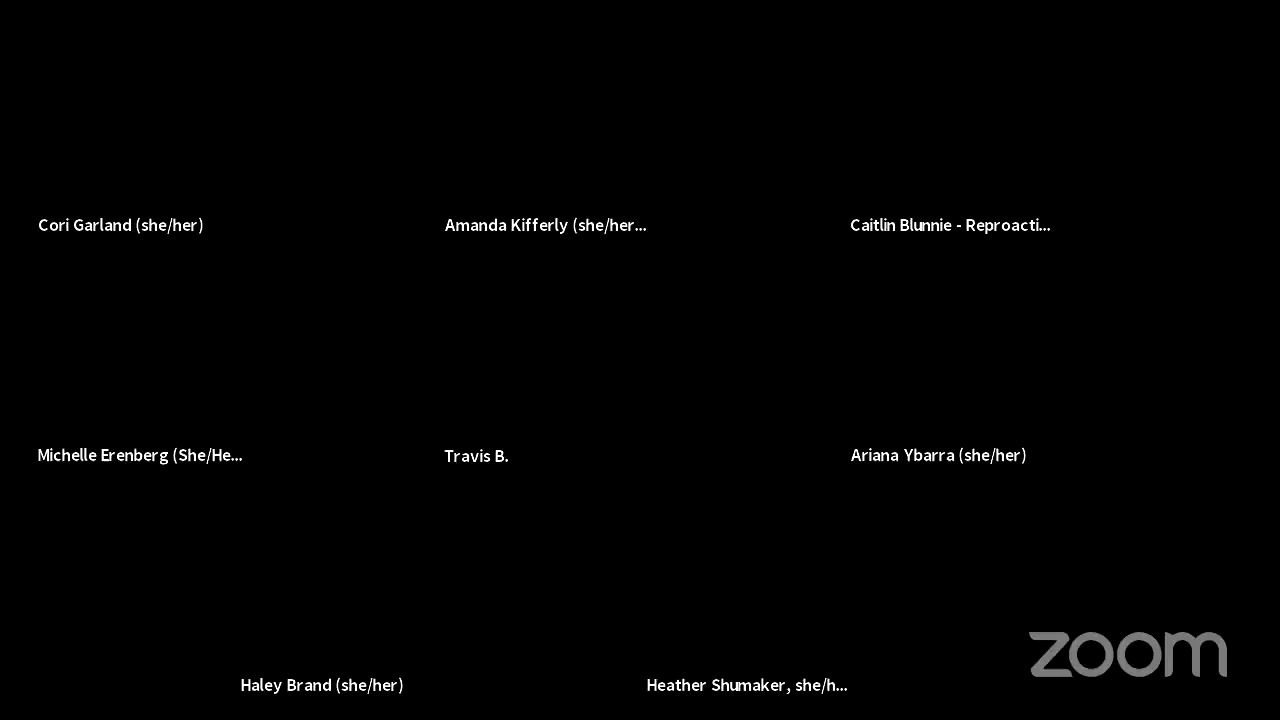 Cori Garland (she/her)
Amanda Kifferly (she/her...
Caitlin Blunnie - Reproacti...
Michelle Erenberg (She/He...
Travis B.
Ariana Ybarra (she/her)
Haley Brand (she/her)
Heather Shumaker, she/h...
zoom